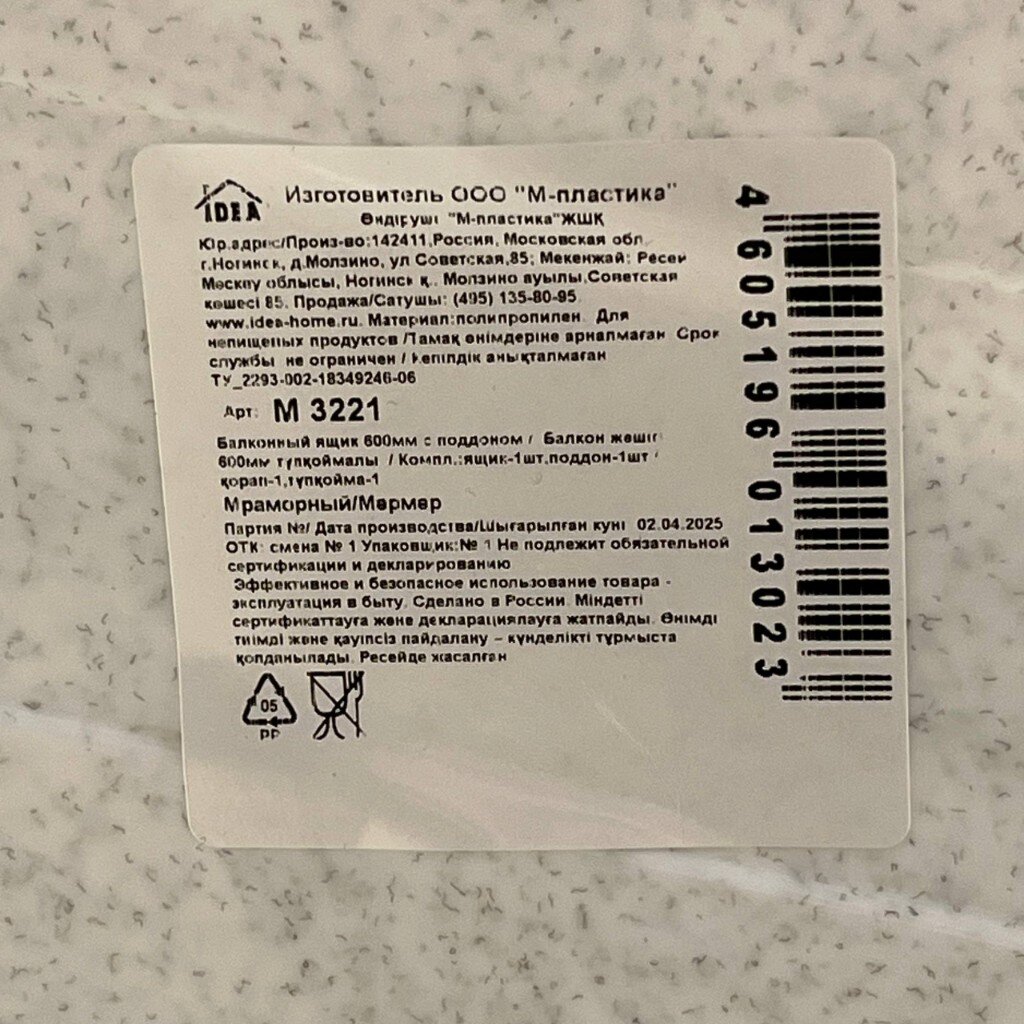 IDEA
Изготовитель ООО "М-пластика"
Өндіруші "М-пластика"ЖШҚ
Юр.адрес/Произ-во:142411,Россия, Московская обл.
г.Ногинск, д.Молзино, ул Советская,85; Мекенжай: Ресей
Мәскеу облысы, Ногинск қ., Молзино ауылы,Советская
көшесі 85. Продажа/Сатушы: (495) 135-80-95
www.idea-home.ru. Материал:полипропилен. Для
непищевых продуктов /Тамақ өнімдеріне арналмаған Срок
службы не ограничен / Кепілдік анықталмаған
ТУ_2293-002-18349246-06
Арт: М 3221
Балконный ящик 600мм с поддоном / Балкон жәшіг
600мм түпқоймалы / Компл.:ящик-1шт,поддон-1шт /
қорап-1,түпқойма-1
Мраморный/Мәрмәр
Партия №/ Дата производства/Шығарылған күні 02.04.2025
ОТК: смена № 1 Упаковщик:№ 1 Не подлежит обязательной
сертификации и декларированию
Эффективное и безопасное использование товара -
эксплуатация в быту. Сделано в России. Міндетті
сертификаттауға және декларациялауға жатпайды. Өнімді
тиімді және қауіпсіз пайдалану – күнделікті тұрмыста
қолданылады. Ресейде жасалған
05
PP
4 605196 013023